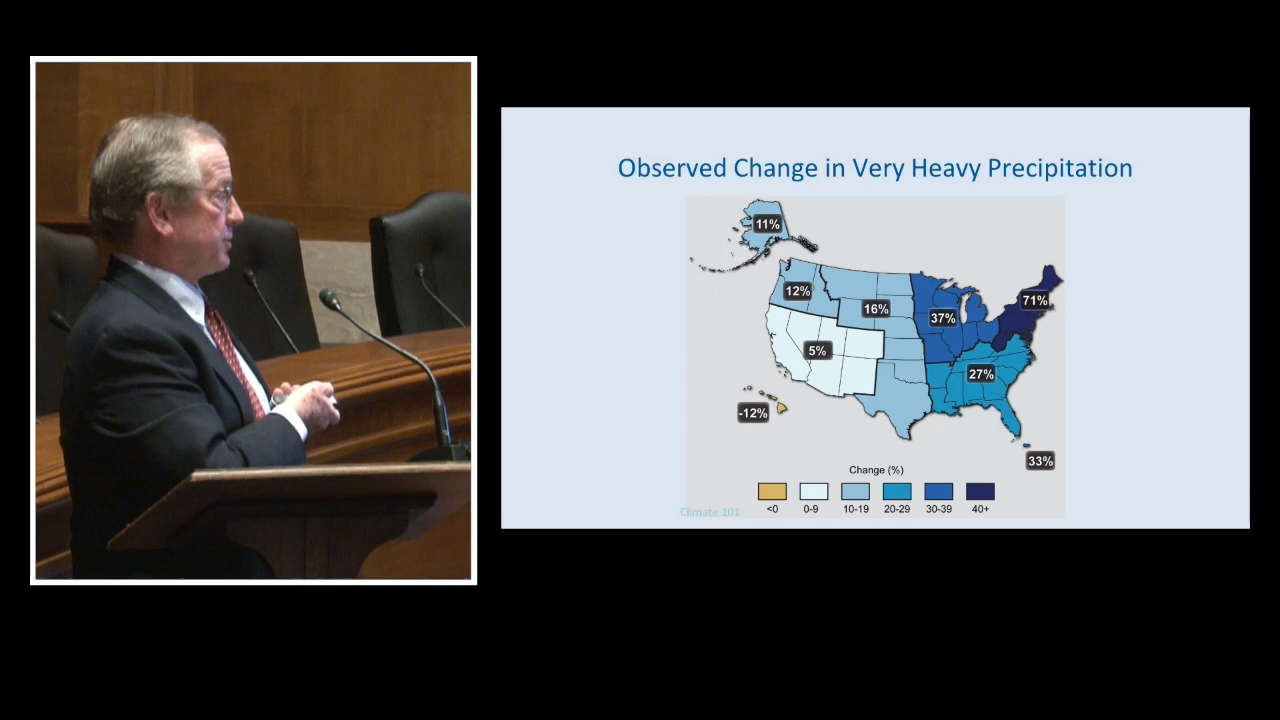 Observed Change in Very Heavy Precipitation
11%
12%
16%
37%
71%
5%
27%
-12%
33%
Change (%)
<0 0-9 10-19 20-29 30-39 40+
Climate 101